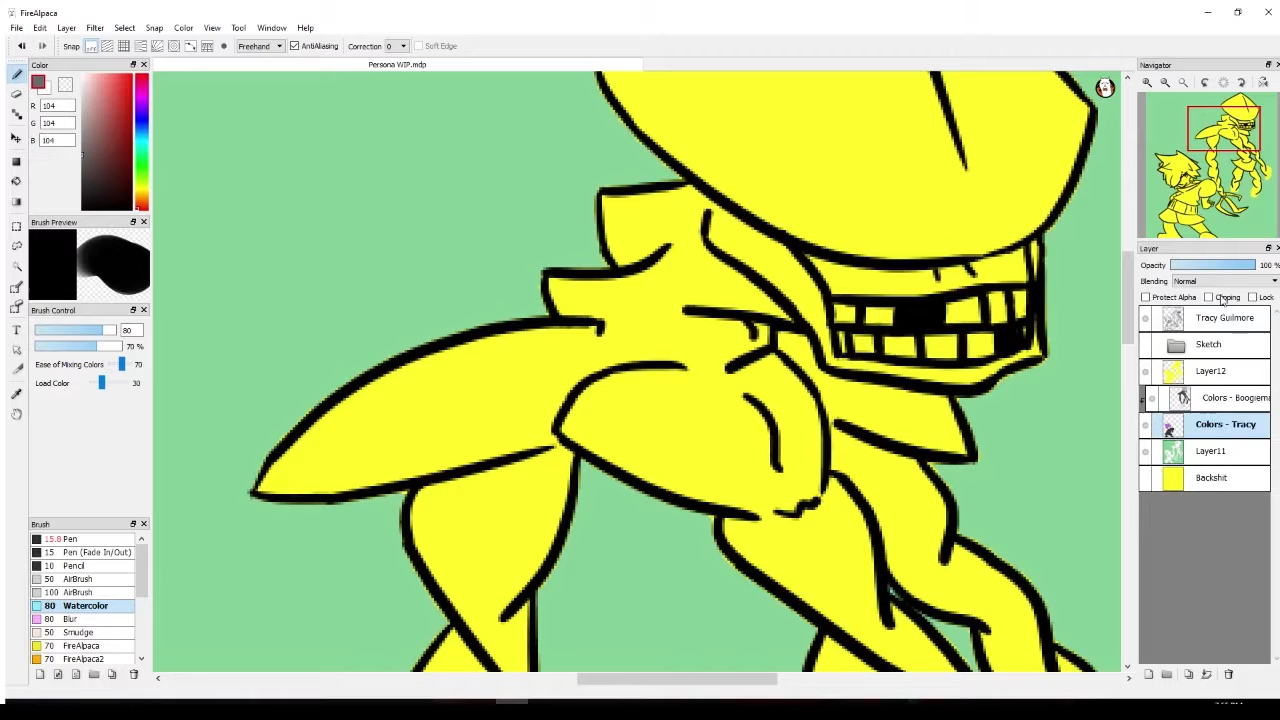 FireAlpaca
File Edit Layer Filter Select Snap Color View Tool Window Help
Snap off Freehand AntiAliasing Correction 0 Soft Edge
Color
Persona WIP.mdp
Navigator
R 104
G 104
B 104
Brush Preview
Layer
Opacity 100 %
Blending Normal
Protect Alpha Clipping Lock
Brush Control
80
70 %
Ease of Mixing Colors 70
Load Color 30
Tracy Guilmore
Sketch
Layer12
Colors - Boogiema
Colors - Tracy
Layer11
Backshit
Brush
15.8 Pen
15 Pen (Fade In/Out)
10 Pencil
50 AirBrush
100 AirBrush
80 Watercolor
80 Blur
50 Smudge
70 FireAlpaca
70 FireAlpaca2